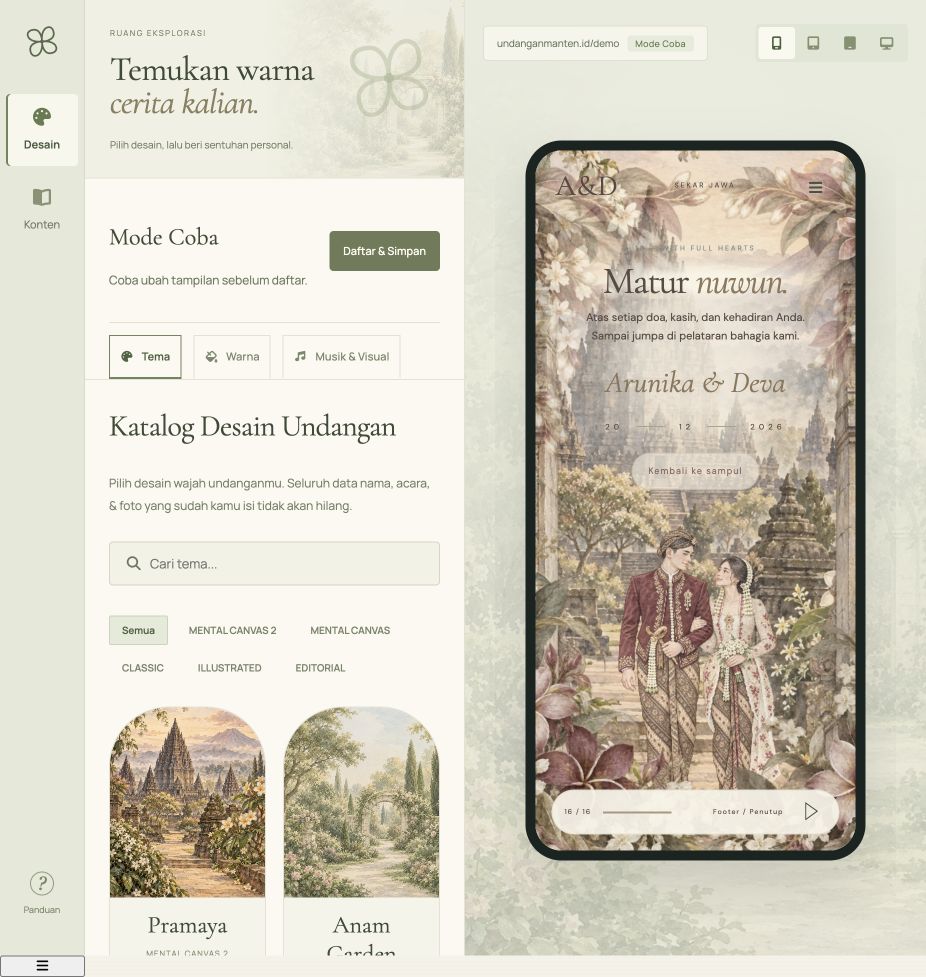 RUANG EKSPLORASI
Temukan warna
cerita kalian.
Pilih desain, lalu beri sentuhan personal.
Desain
Konten
Panduan
?
Mode Coba
Coba ubah tampilan sebelum daftar.
Daftar & Simpan
Tema
Warna
Musik & Visual
Katalog Desain Undangan
Pilih desain wajah undanganmu. Seluruh data nama, acara,
& foto yang sudah kamu isi tidak akan hilang.
Cari tema...
Semua
MENTAL CANVAS 2
MENTAL CANVAS
CLASSIC
ILLUSTRATED
EDITORIAL
Pramaya
MENTAL CANVAS 2
Anam
Garden
undanganmanten.id/demo
Mode Coba
A&D
SEKAR JAWA
WITH FULL HEARTS
Matur nuwun.
Atas setiap doa, kasih, dan kehadiran Anda.
Sampai jumpa di pelataran bahagia kami.
Arunika & Deva
20 12 2026
Kembali ke sampul
16 / 16
Footer / Penutup